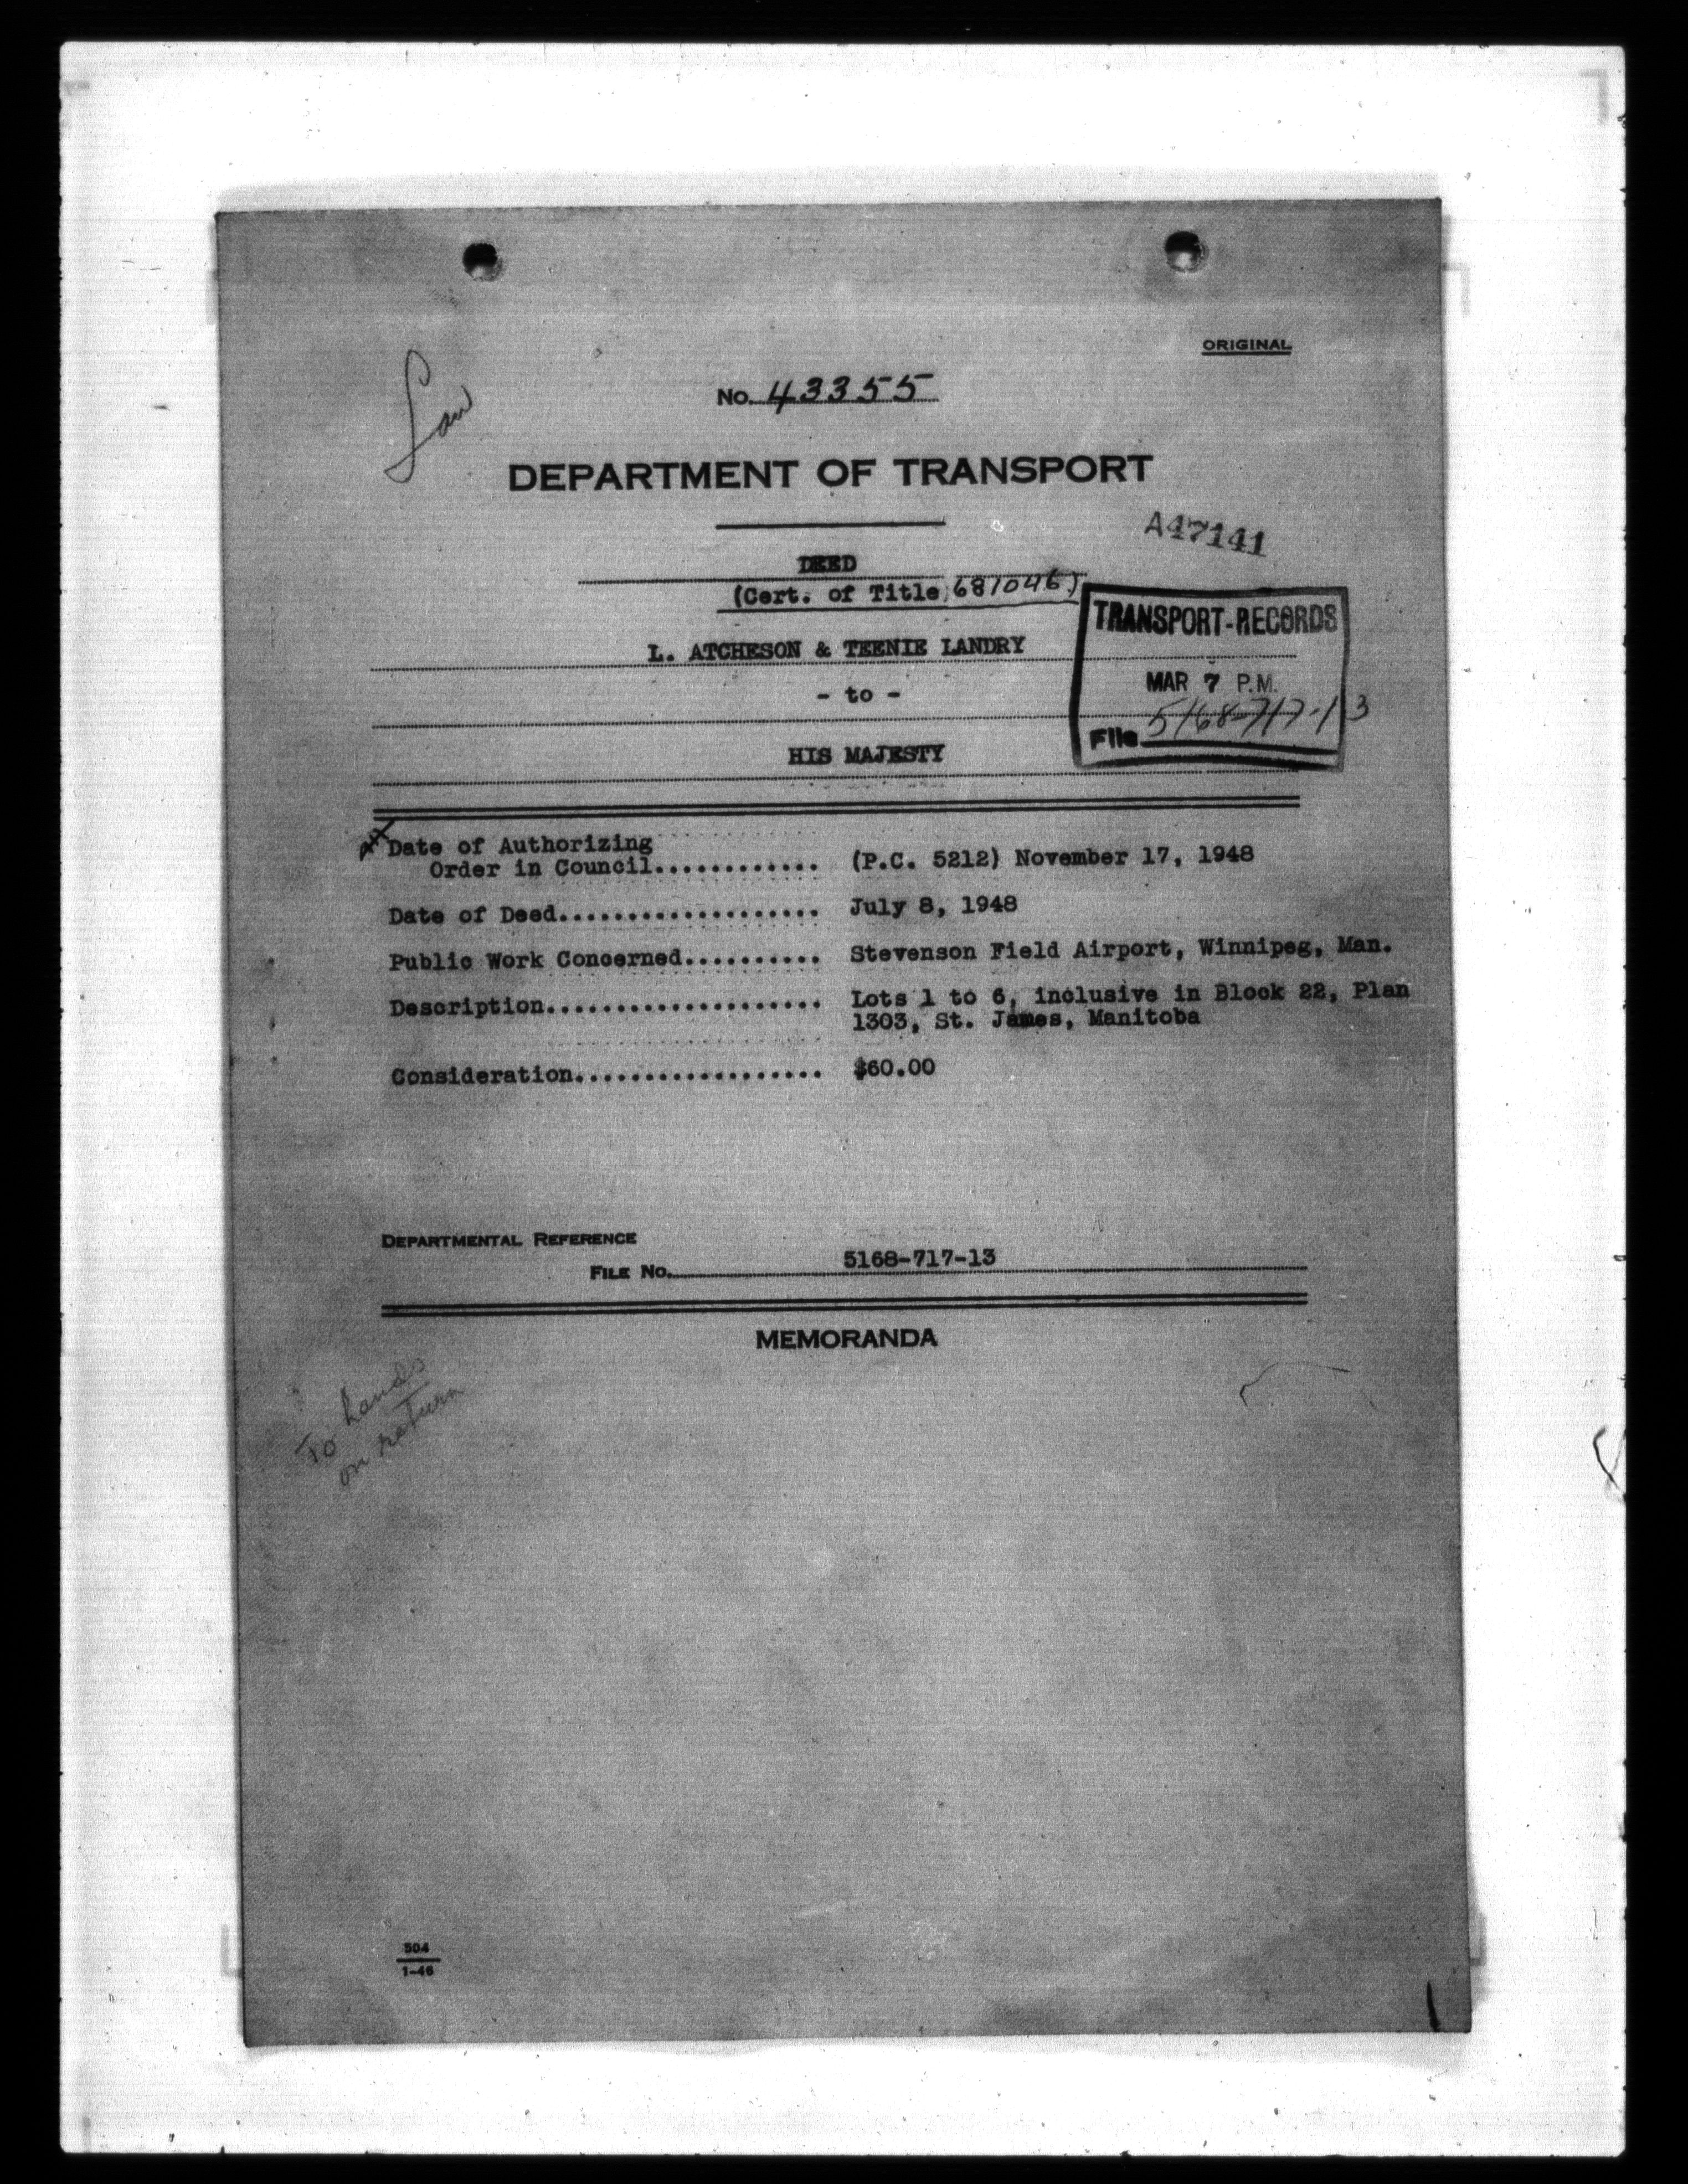 ORIGINAL
Law
No. 43355
DEPARTMENT OF TRANSPORT
A47141
DEED
(Cert. of Title 681046)
TRANSPORT-RECORDS
MAR 7 P.M.
File 5168-717-13
L. ATCHESON & TEENIE LANDRY
- to -
HIS MAJESTY
Date of Authorizing
Order in Council............ (P.C. 5212) November 17, 1948
Date of Deed................... July 8, 1948
Public Work Concerned.......... Stevenson Field Airport, Winnipeg, Man.
Description.................... Lots 1 to 6, inclusive in Block 22, Plan
1303, St. James, Manitoba
Consideration.................. $60.00
DEPARTMENTAL REFERENCE
FILE No. 5168-717-13
MEMORANDA
To Lands
on return
504
1-46